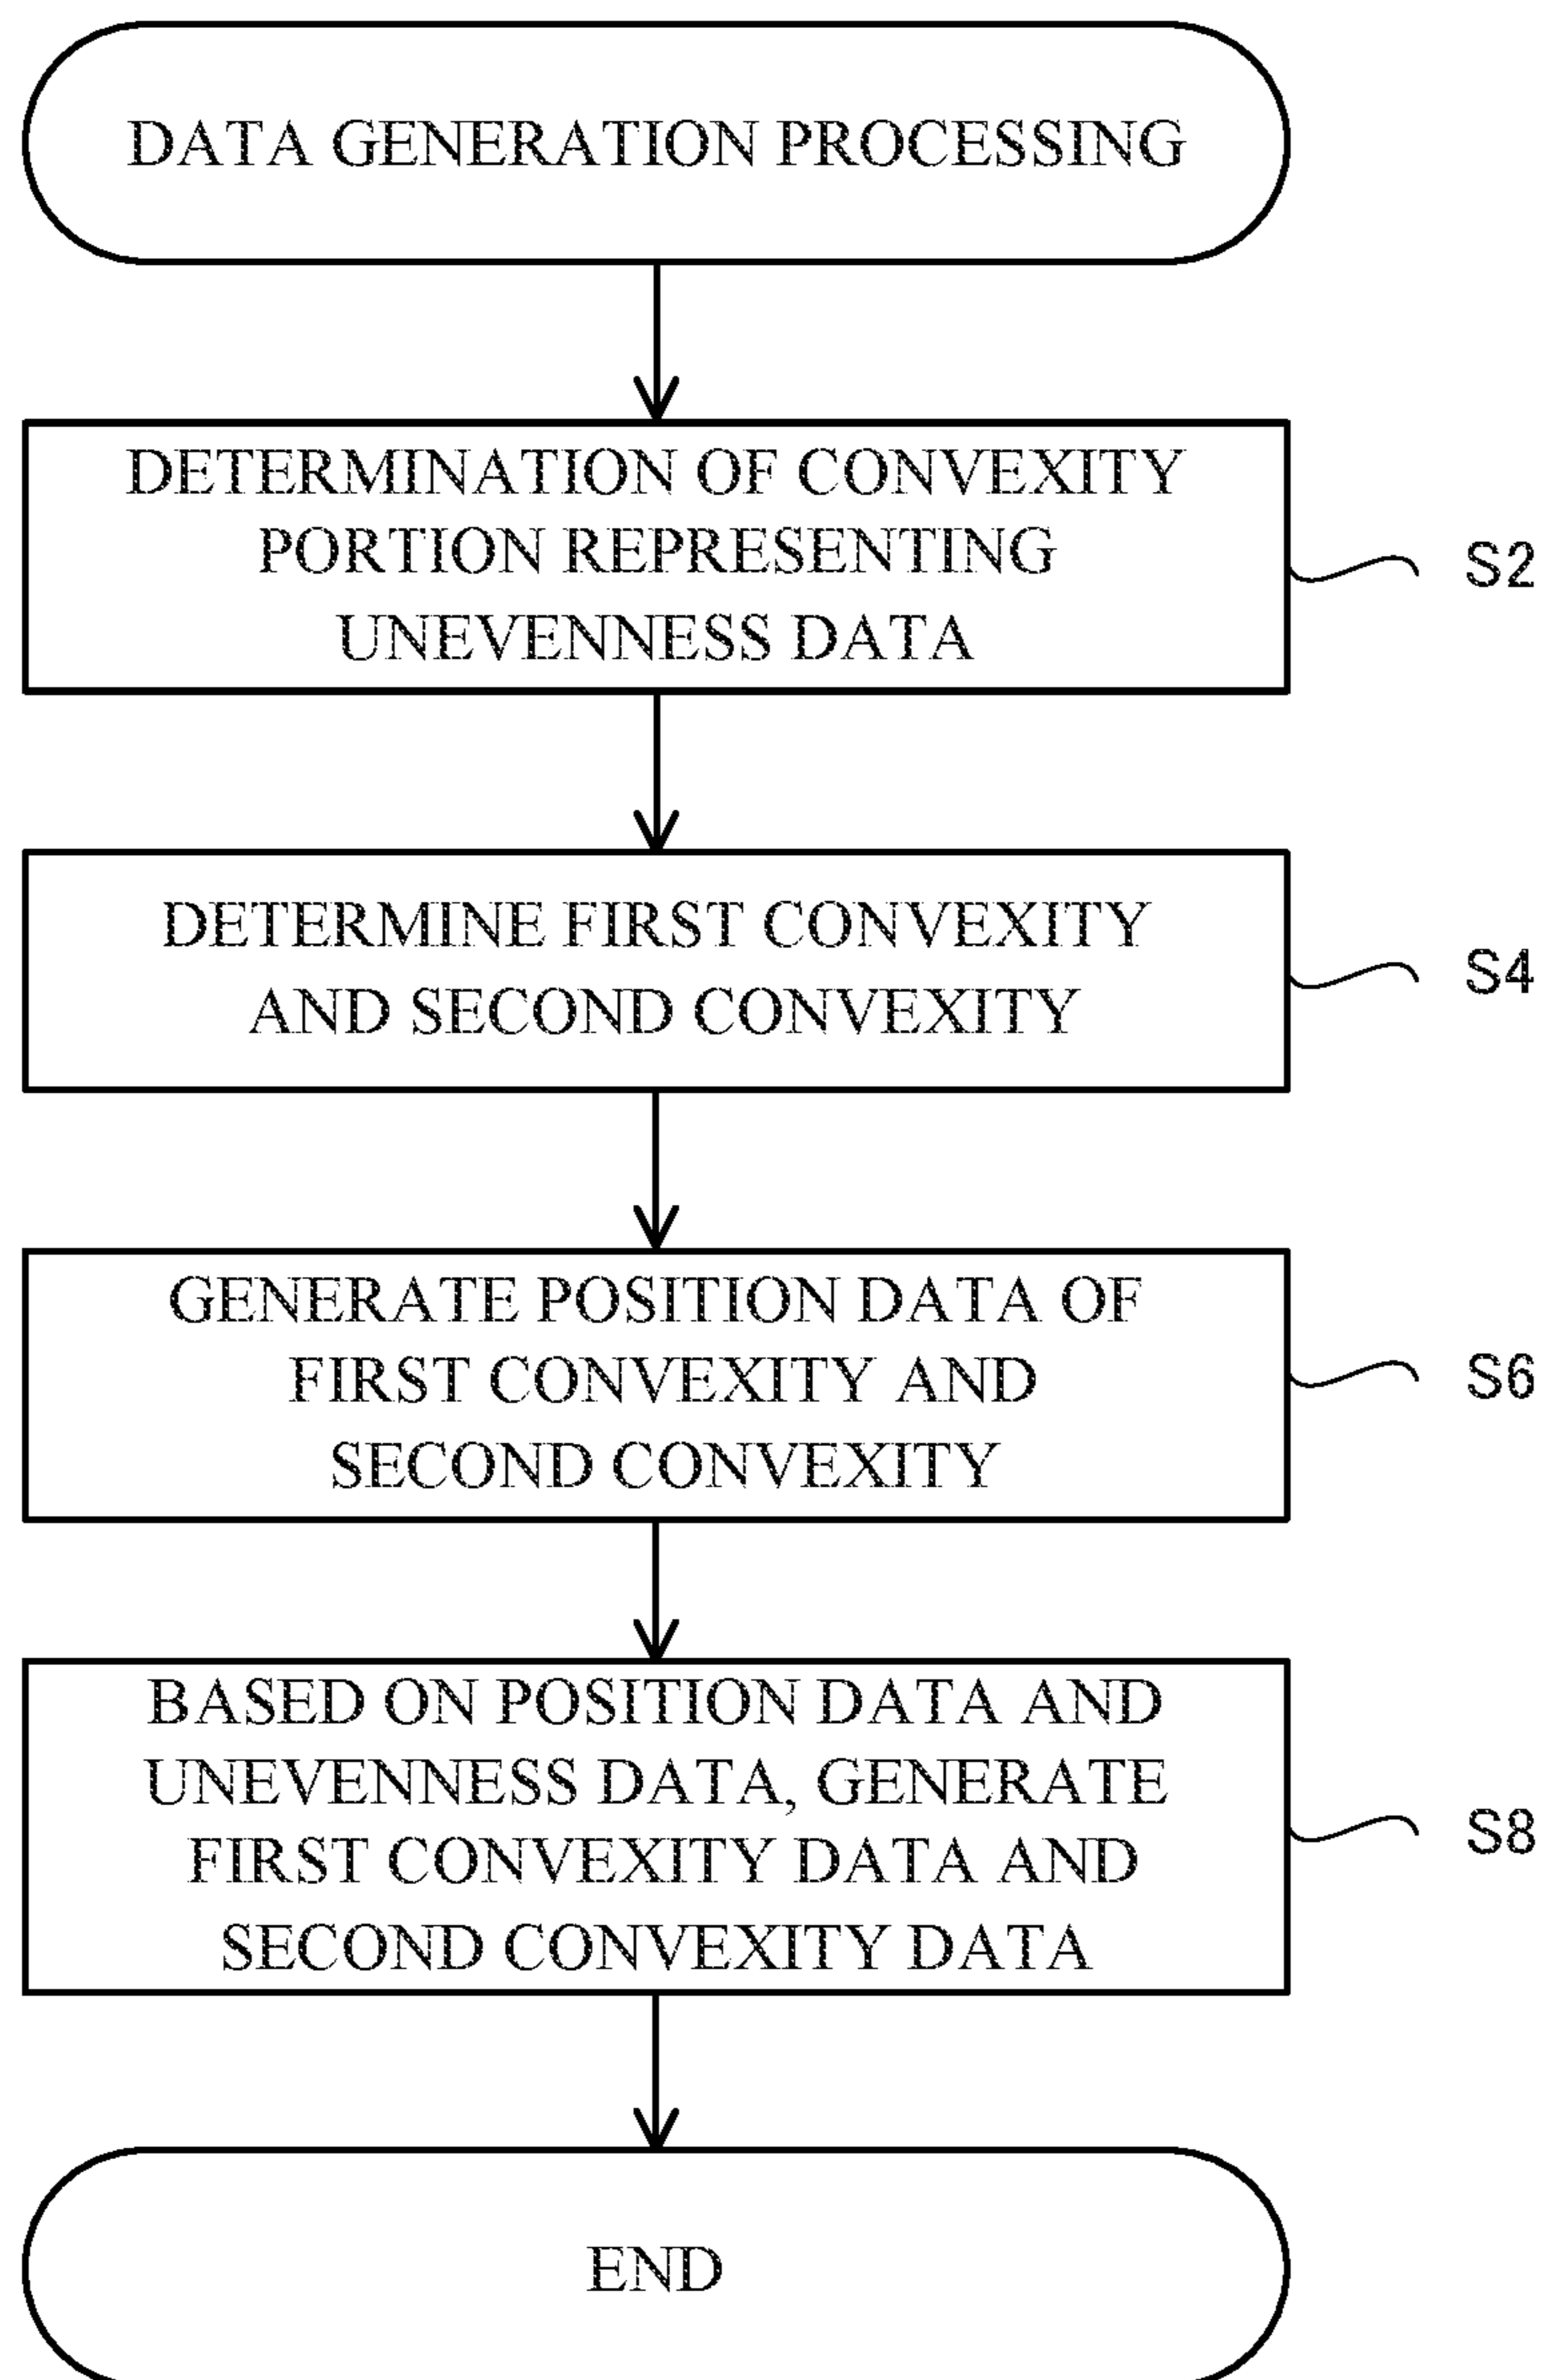 DATA GENERATION PROCESSING
DETERMINATION OF CONVEXITY
PORTION REPRESENTING
UNEVENNESS DATA
S2
DETERMINE FIRST CONVEXITY
AND SECOND CONVEXITY
S4
GENERATE POSITION DATA OF
FIRST CONVEXITY AND
SECOND CONVEXITY
S6
BASED ON POSITION DATA AND
UNEVENNESS DATA, GENERATE
FIRST CONVEXITY DATA AND
SECOND CONVEXITY DATA
S8
END